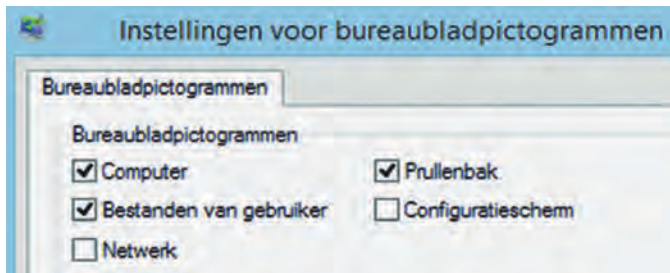 Instellingen voor bureaubladpictogrammen
Bureaubladpictogrammen
Bureaubladpictogrammen
Computer
Prullenbak
Bestanden van gebruiker
Configuratiescherm
Netwerk